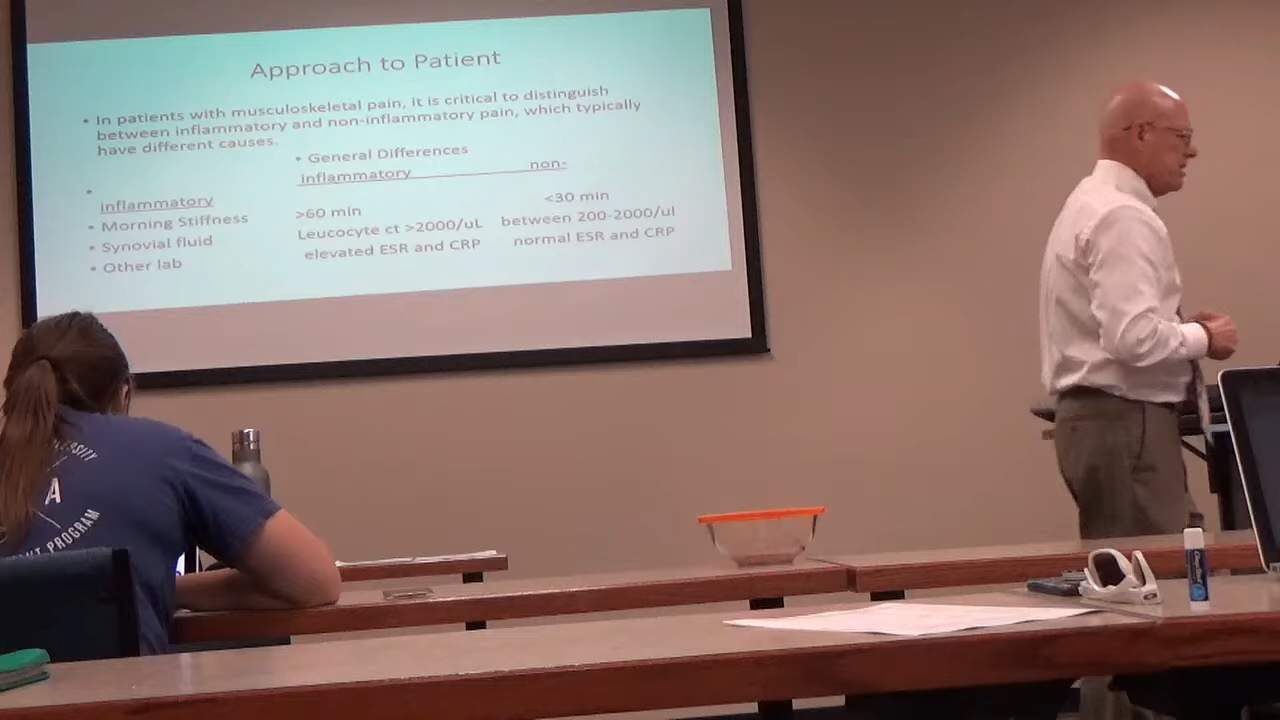 Approach to Patient
• In patients with musculoskeletal pain, it is critical to distinguish
between inflammatory and non-inflammatory pain, which typically
have different causes.
• General Differences
• inflammatory non-
inflammatory
• Morning Stiffness >60 min <30 min
• Synovial fluid Leucocyte ct >2000/uL between 200-2000/ul
• Other lab elevated ESR and CRP normal ESR and CRP
A
PROGRAM